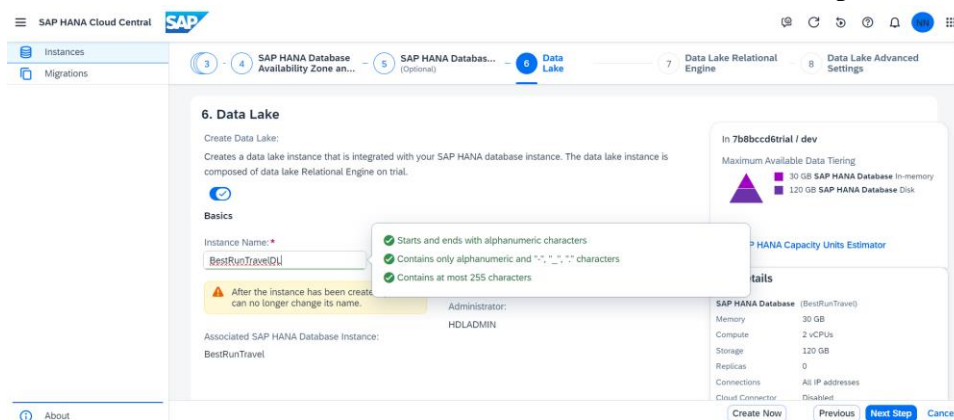 SAP HANA Cloud Central
SAP
NN
Instances
Migrations
3
4
SAP HANA Database
Availability Zone an...
5
SAP HANA Databas...
(Optional)
6
Data
Lake
7
Data Lake Relational
Engine
8
Data Lake Advanced
Settings
6. Data Lake
Create Data Lake:
Creates a data lake instance that is integrated with your SAP HANA database instance. The data lake instance is
composed of data lake Relational Engine on trial.
Basics
Instance Name:*
BestRunTravelDL
Starts and ends with alphanumeric characters
Contains only alphanumeric and "-", "_", "." characters
Contains at most 255 characters
After the instance has been create
can no longer change its name.
Administrator:
HDLADMIN
Associated SAP HANA Database Instance:
BestRunTravel
In 7b8bccd6trial / dev
Maximum Available Data Tiering
30 GB SAP HANA Database In-memory
120 GB SAP HANA Database Disk
P HANA Capacity Units Estimator
tails
SAP HANA Database (BestRunTravel)
Memory 30 GB
Compute 2 vCPUs
Storage 120 GB
Replicas 0
Connections All IP addresses
Cloud Connector Disabled
About
Create Now
Previous
Next Step
Cance